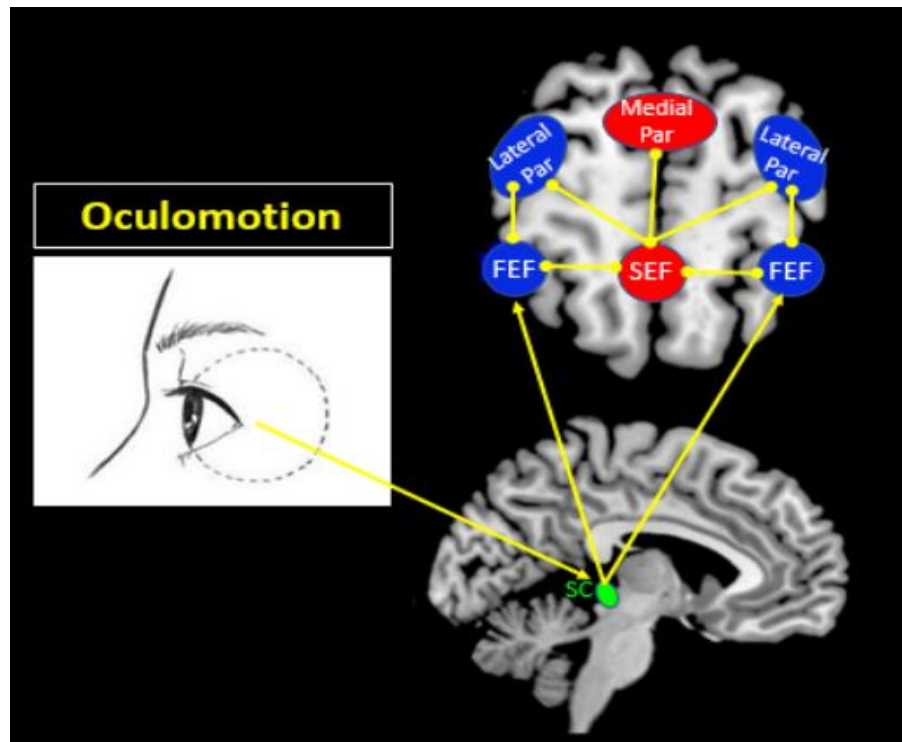 Oculomotion
Medial
Par
Lateral
Par
Lateral
Par
FEF
SEF
FEF
SC